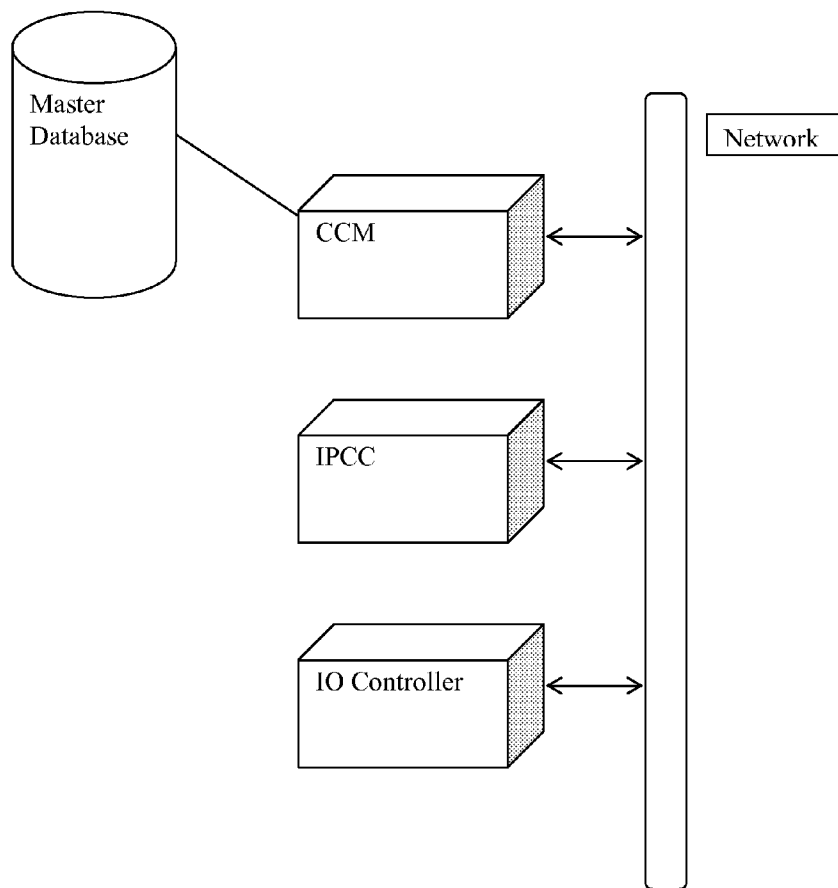 Master
Database
Network
CCM
IPCC
IO Controller